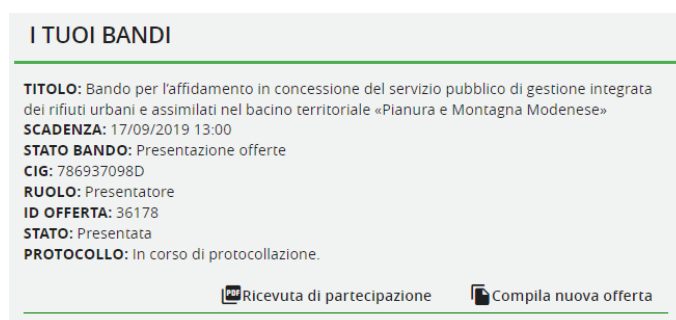 I TUOI BANDI
TITOLO: Bando per l'affidamento in concessione del servizio pubblico di gestione integrata
dei rifiuti urbani e assimilati nel bacino territoriale «Pianura e Montagna Modenese»
SCADENZA: 17/09/2019 13:00
STATO BANDO: Presentazione offerte
CIG: 786937098D
RUOLO: Presentatore
ID OFFERTA: 36178
STATO: Presentata
PROTOCOLLO: In corso di protocollazione.
PDF Ricevuta di partecipazione Compila nuova offerta